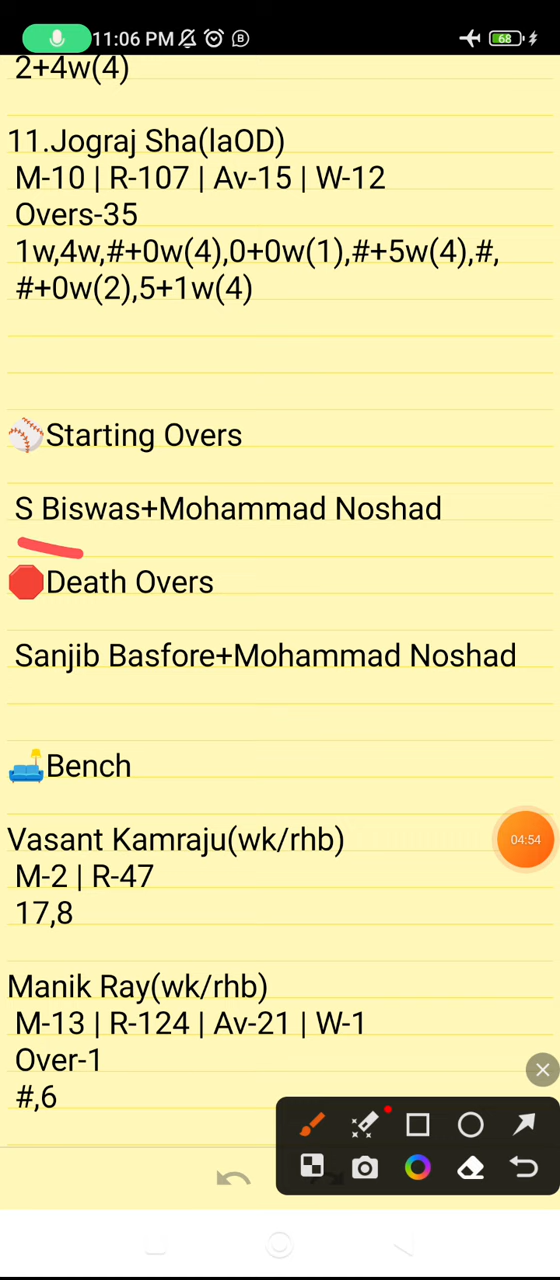 11:06 PM
B
68
2+4w(4)
11.Jograj Sha(laOD)
M-10 | R-107 | Av-15 | W-12
Overs-35
1w,4w,#+0w(4),0+0w(1),#+5w(4),#,
#+0w(2),5+1w(4)
Starting Overs
S Biswas+Mohammad Noshad
Death Overs
Sanjib Basfore+Mohammad Noshad
Bench
Vasant Kamraju(wk/rhb)
04:54
M-2 | R-47
17,8
Manik Ray(wk/rhb)
M-13 | R-124 | Av-21 | W-1
Over-1
#,6